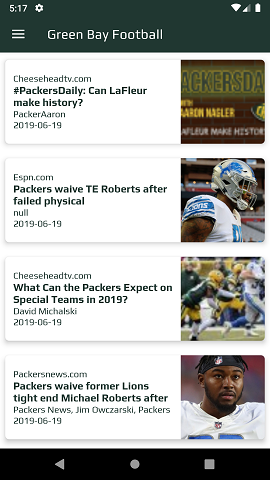 5:17
Green Bay Football
Cheeseheadtv.com
#PackersDaily: Can LaFleur
make history?
PackerAaron
2019-06-19
ACKERSDA
WITH
AARON NAGLER
LAFLEUR MAKE HISTOR
Espn.com
Packers waive TE Roberts after
failed physical
null
2019-06-19
Cheeseheadtv.com
What Can the Packers Expect on
Special Teams in 2019?
David Michalski
2019-06-19
Packersnews.com
Packers waive former Lions
tight end Michael Roberts after
Packers News, Jim Owczarski, Packers
2019-06-19